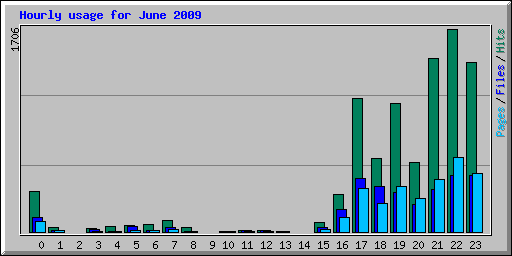 Hourly usage for June 2009
1706
Pages / Files / Hits
0 1 2 3 4 5 6 7 8 9 10 11 12 13 14 15 16 17 18 19 20 21 22 23